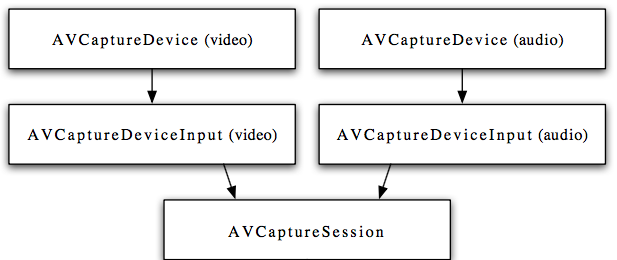 AVCaptureDevice (video)
AVCaptureDevice (audio)
AVCaptureDeviceInput (video)
AVCaptureDeviceInput (audio)
AVCaptureSession